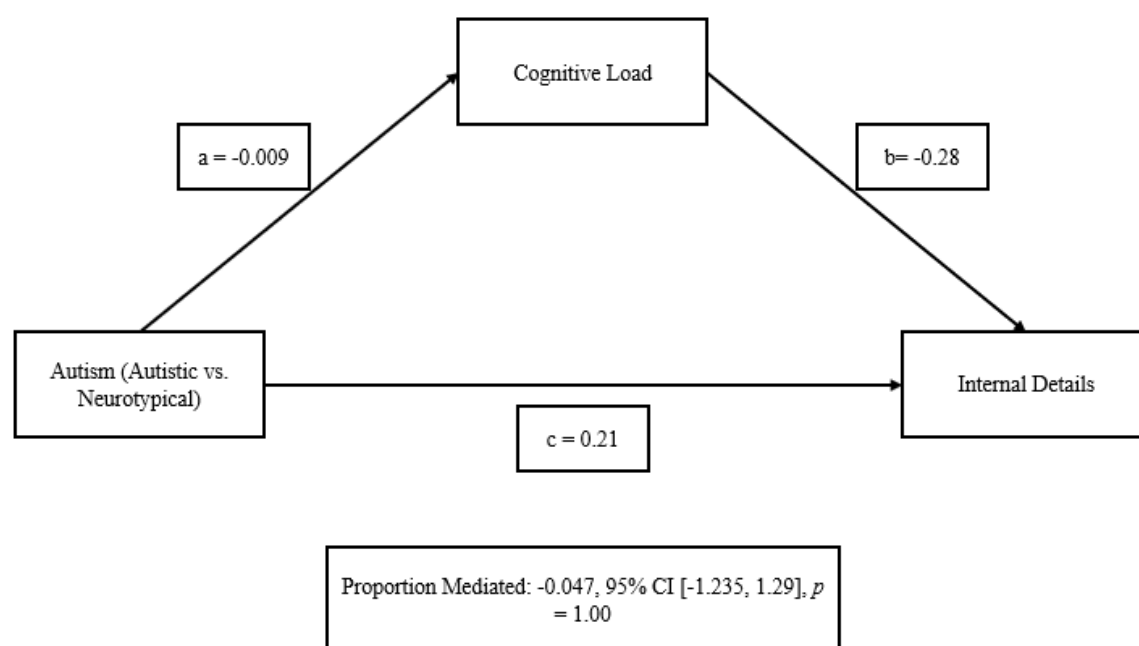 Cognitive Load
a = -0.009
b= -0.28
Autism (Autistic vs.
Neurotypical)
Internal Details
c = 0.21
Proportion Mediated: -0.047, 95% CI [-1.235, 1.29], p
= 1.00